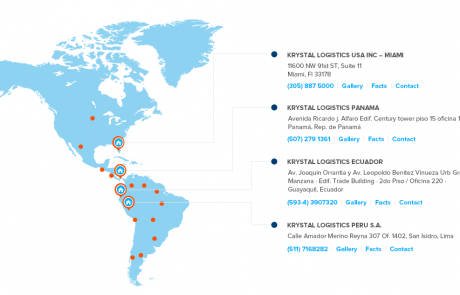 KRYSTAL LOGISTICS USA INC – MIAMI
11600 NW 91st ST, Suite 11
Miami, Fl 33178
(305) 887 5000 Gallery Facts Contact
KRYSTAL LOGISTICS PANAMA
Avenida Ricardo j. Alfaro Edif. Century tower piso 15 oficina 1
Panamá, Rep. de Panamá
(507) 279 1361 Gallery Facts Contact
KRYSTAL LOGISTICS ECUADOR
Av. Joaquin Orrantia y Av. Leopoldo Benitez Vinueza Urb Gr
Manzana - Edif. Trade Building - 2do Piso / Oficina 220 -
Guayaquil, Ecuador
(593-4) 3907320 Gallery Facts Contact
KRYSTAL LOGISTICS PERU S.A.
Calle Amador Merino Reyna 307 Of. 1402, San Isidro, Lima
(511) 7168282 Gallery Facts Contact